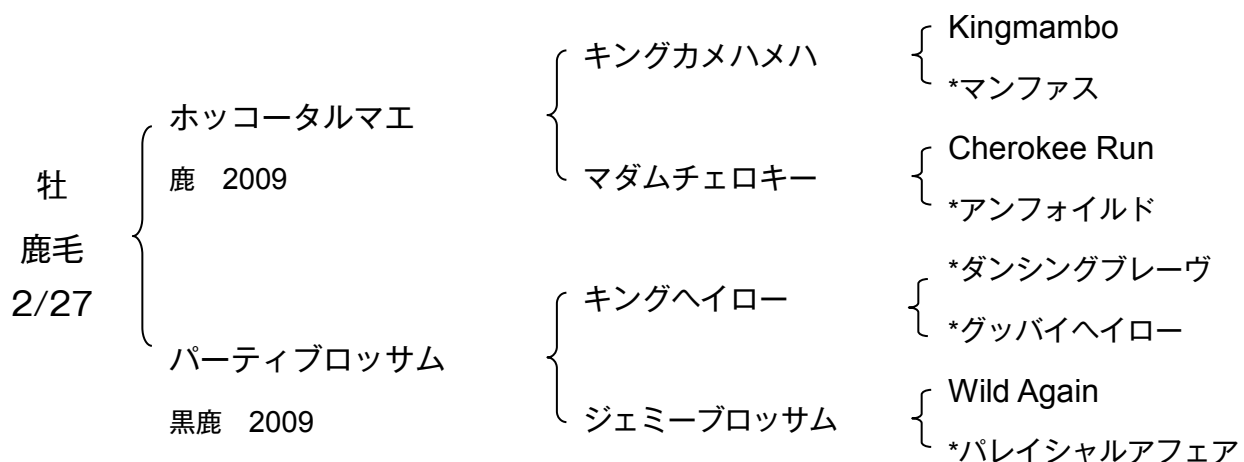 牡
鹿毛
2/27
ホッコータルマエ
鹿 2009
パーティブロッサム
黒鹿 2009
キングカメハメハ
マダムチェロキー
キングヘイロー
ジェミーブロッサム
Kingmambo
*マンファス
Cherokee Run
*アンフォイルド
*ダンシングブレーヴ
*グッバイヘイロー
Wild Again
*パレイシャルアフェア